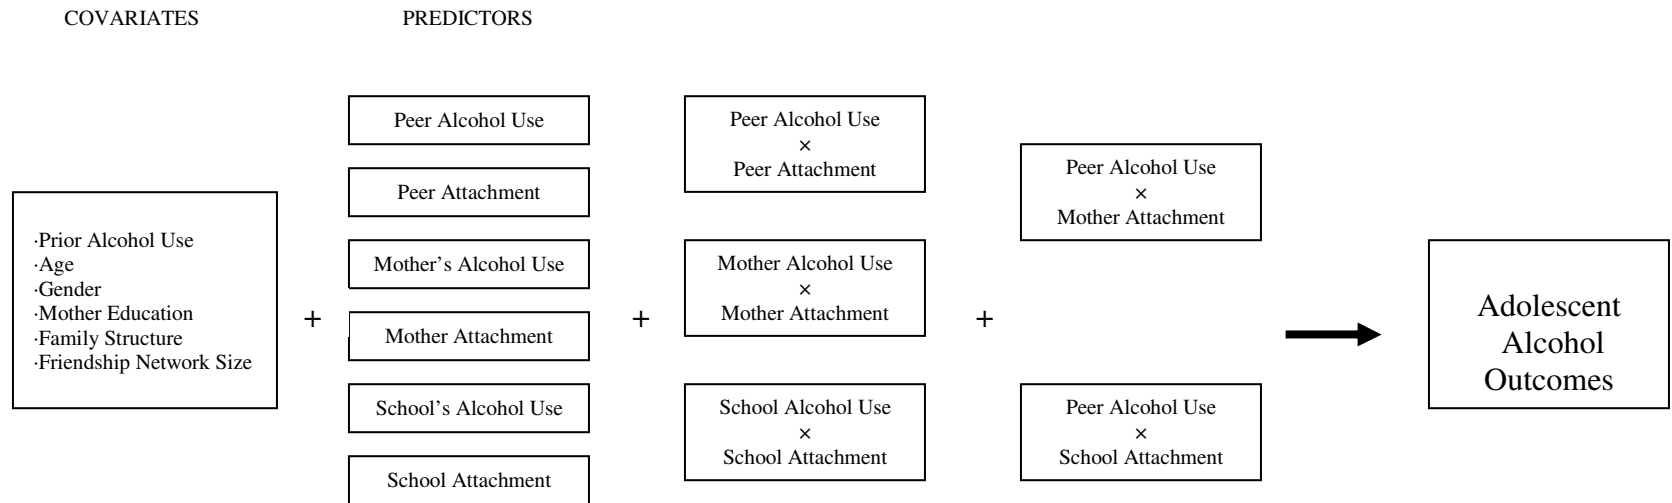 COVARIATES
PREDICTORS
·Prior Alcohol Use
·Age
·Gender
·Mother Education
·Family Structure
·Friendship Network Size
+
Peer Alcohol Use
Peer Attachment
Mother's Alcohol Use
Mother Attachment
School's Alcohol Use
School Attachment
+
Peer Alcohol Use
×
Peer Attachment
Mother Alcohol Use
×
Mother Attachment
School Alcohol Use
×
School Attachment
+
Peer Alcohol Use
×
Mother Attachment
Peer Alcohol Use
×
School Attachment
Adolescent
Alcohol
Outcomes